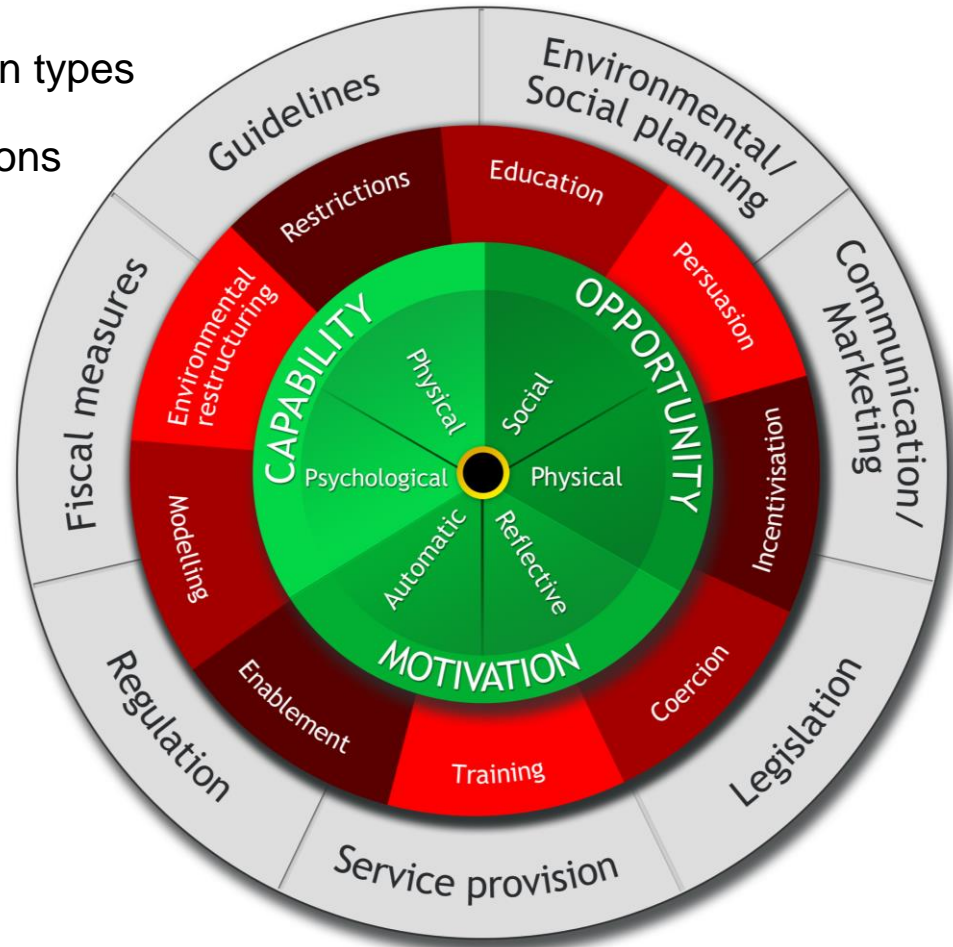 n types
ons
Guidelines
Environmental/
Social planning
Communication/
Marketing
Legislation
Service provision
Regulation
Fiscal measures
Restrictions
Education
Persuasion
Incentivisation
Coercion
Training
Enablement
Modelling
Environmental
restructuring
CAPABILITY
OPPORTUNITY
MOTIVATION
Physical
Social
Psychological
Physical
Automatic
Reflective